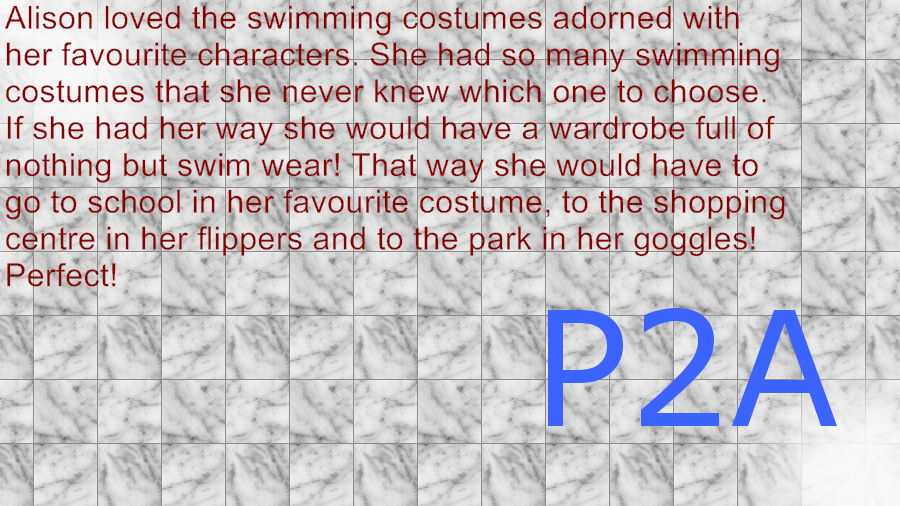 Alison loved the swimming costumes adorned with
her favourite characters. She had so many swimming
costumes that she never knew which one to choose.
If she had her way she would have a wardrobe full of
nothing but swim wear! That way she would have to
go to school in her favourite costume, to the shopping
centre in her flippers and to the park in her goggles!
Perfect!
P2A